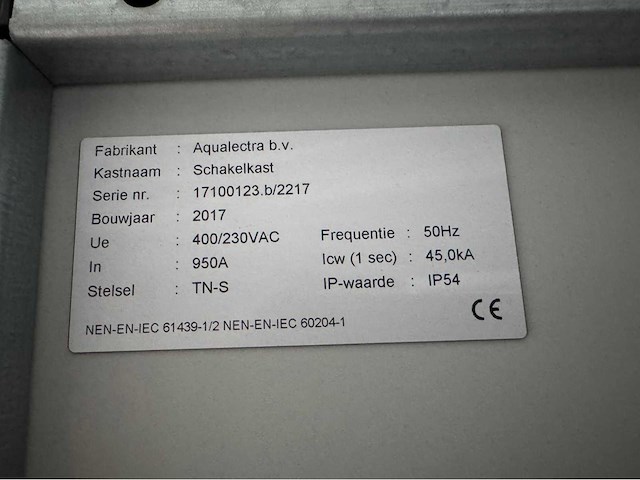 Fabrikant : Aqualectra b.v.
Kastnaam : Schakelkast
Serie nr. : 17100123.b/2217
Bouwjaar : 2017
Ue : 400/230VAC Frequentie : 50Hz
In : 950A Icw (1 sec) : 45,0kA
Stelsel : TN-S IP-waarde : IP54
NEN-EN-IEC 61439-1/2 NEN-EN-IEC 60204-1
CE